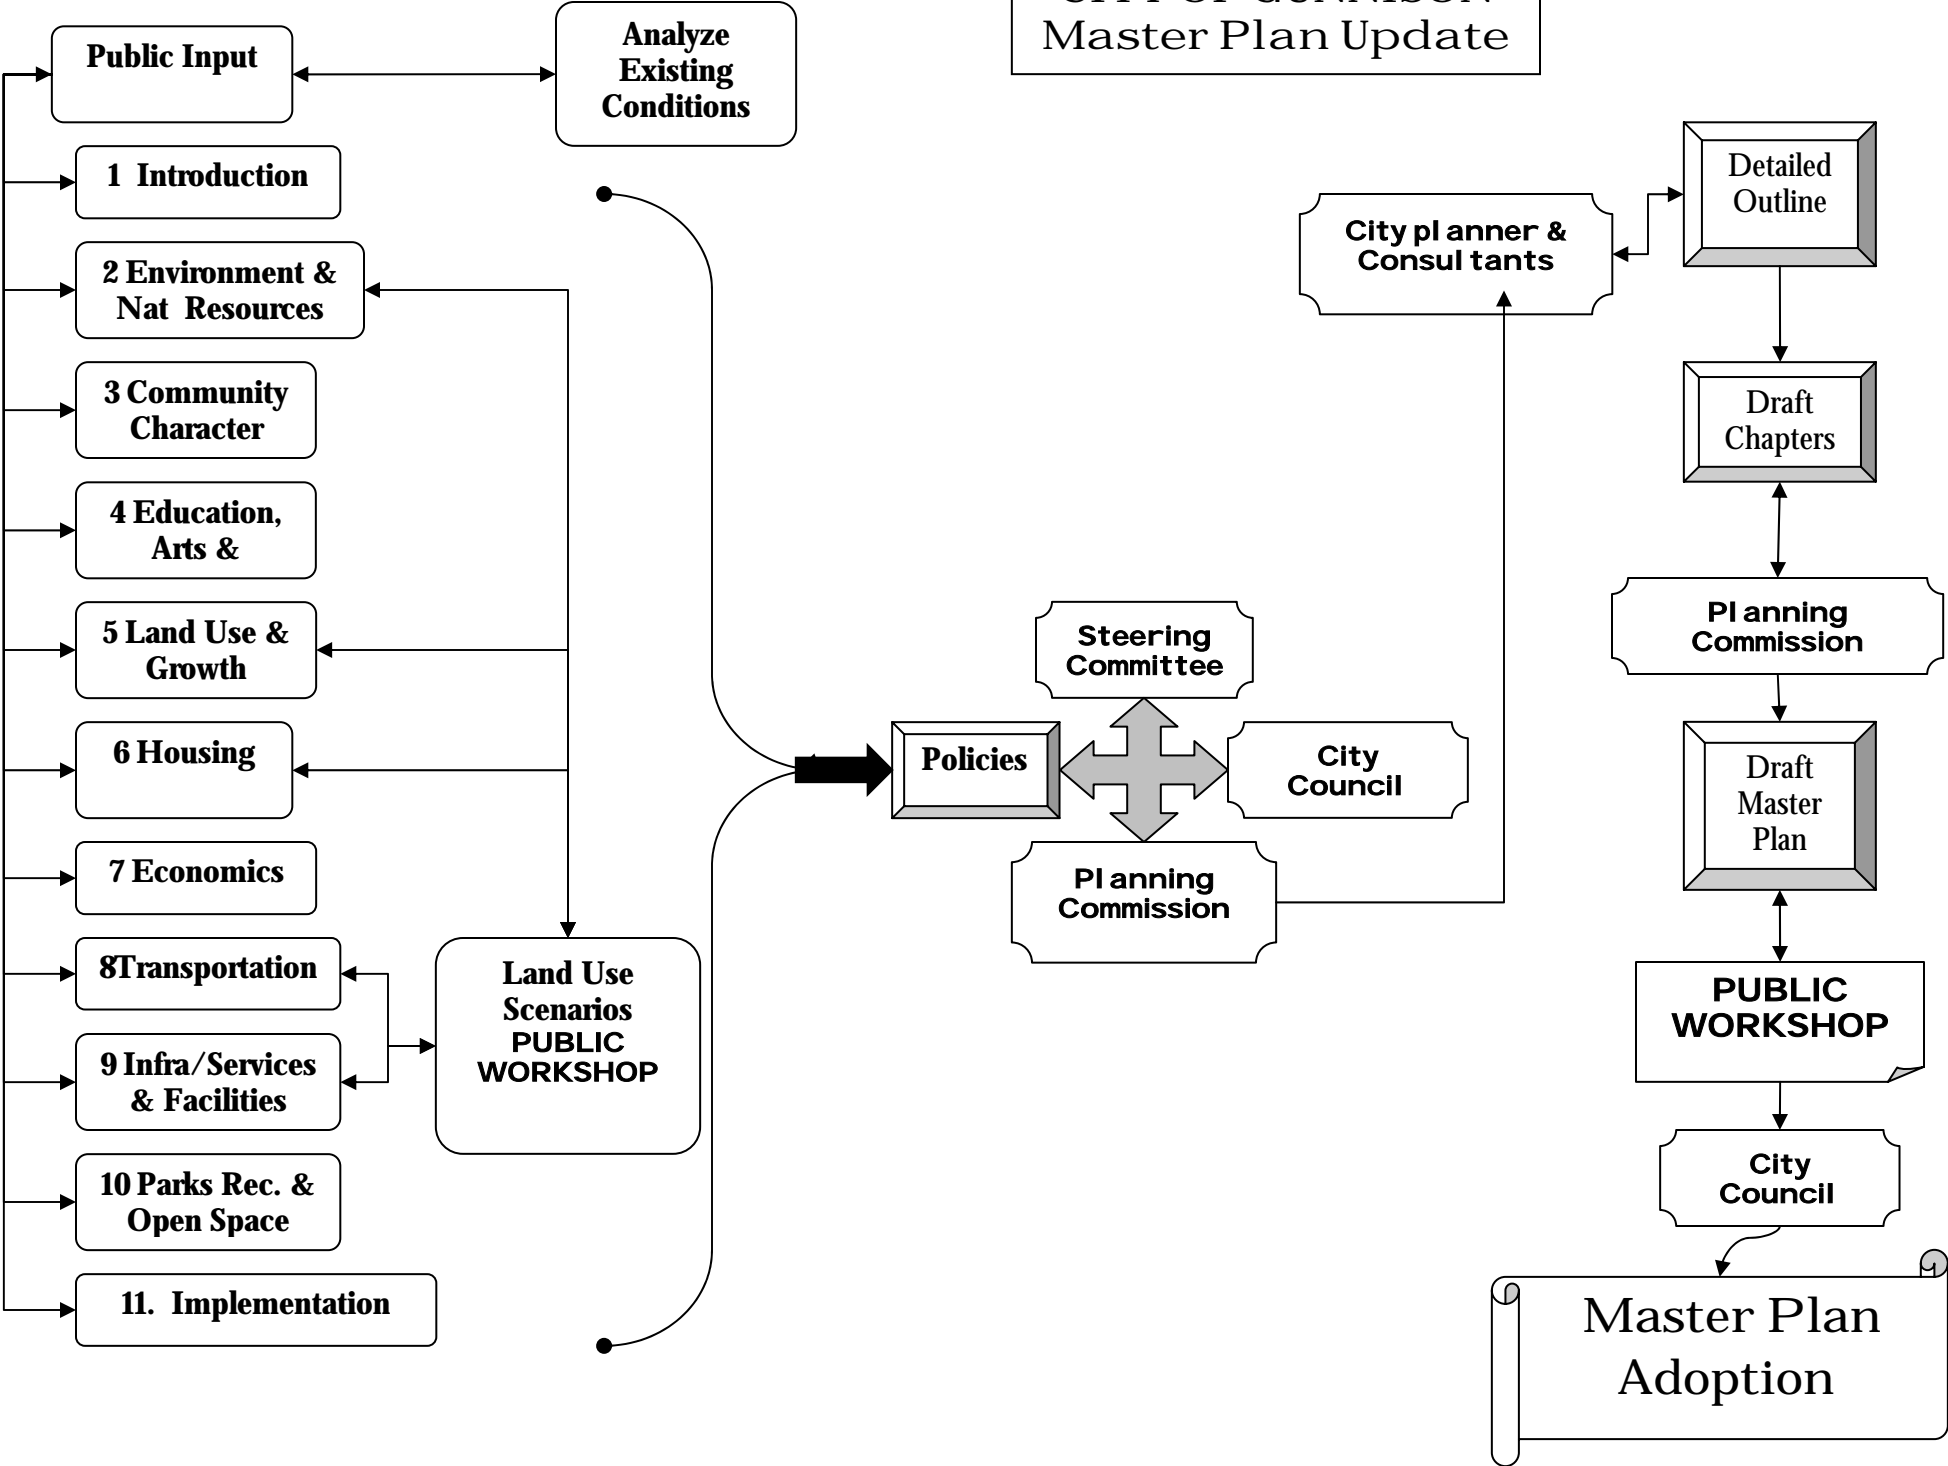 CITY OF GUNNISON
Master Plan Update
Public Input
Analyze
Existing
Conditions
1 Introduction
2 Environment &
Nat Resources
3 Community
Character
4 Education,
Arts &
5 Land Use &
Growth
6 Housing
7 Economics
8Transportation
9 Infra/Services
& Facilities
10 Parks Rec. &
Open Space
11. Implementation
Land Use
Scenarios
PUBLIC
WORKSHOP
Policies
Steering
Committee
City
Council
Planning
Commission
City planner &
Consultants
Detailed
Outline
Draft
Chapters
Planning
Commission
Draft
Master
Plan
PUBLIC
WORKSHOP
City
Council
Master Plan
Adoption